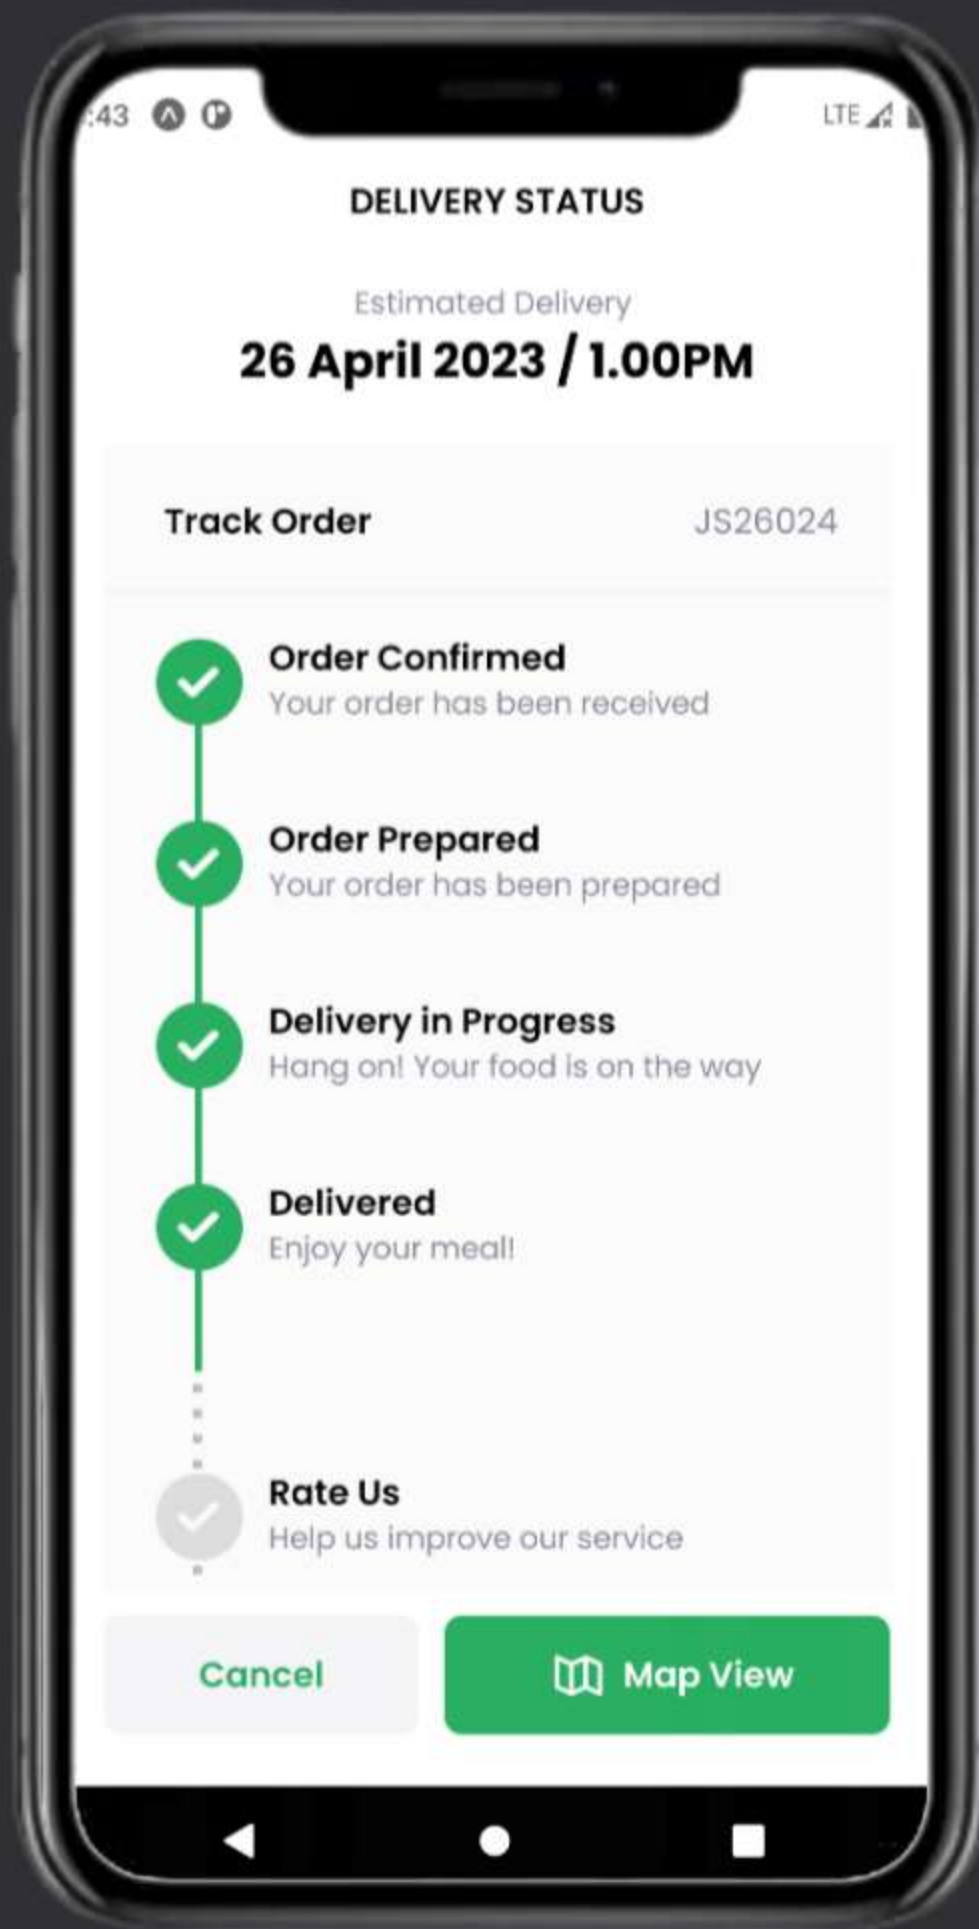 :43
LTE
DELIVERY STATUS
Estimated Delivery
26 April 2023 / 1.00PM
Track Order JS26024
Order Confirmed
Your order has been received
Order Prepared
Your order has been prepared
Delivery in Progress
Hang on! Your food is on the way
Delivered
Enjoy your meal!
Rate Us
Help us improve our service
Cancel
Map View